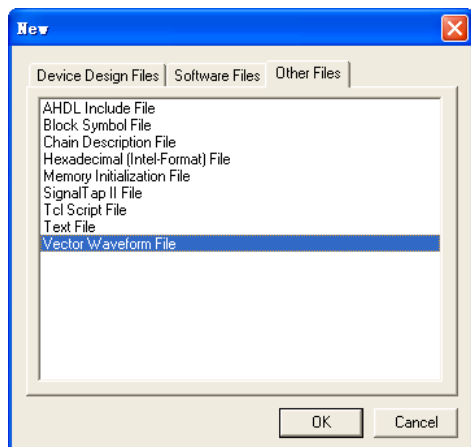 New
Device Design Files Software Files Other Files
AHDL Include File
Block Symbol File
Chain Description File
Hexadecimal (Intel-Format) File
Memory Initialization File
SignalTap II File
Tcl Script File
Text File
Vector Waveform File
OK Cancel